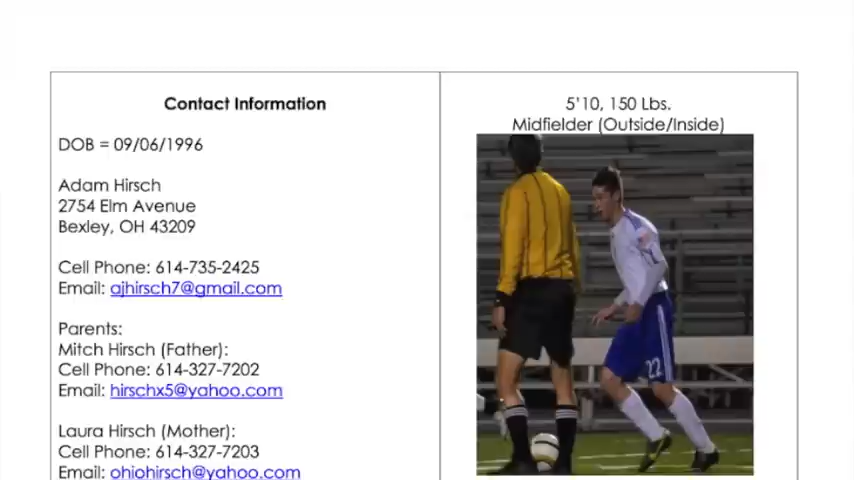 Contact Information
DOB = 09/06/1996
Adam Hirsch
2754 Elm Avenue
Bexley, OH 43209
Cell Phone: 614-735-2425
Email: ajhirsch7@gmail.com
Parents:
Mitch Hirsch (Father):
Cell Phone: 614-327-7202
Email: hirschx5@yahoo.com
Laura Hirsch (Mother):
Cell Phone: 614-327-7203
Email: ohiohirsch@yahoo.com
5'10, 150 Lbs.
Midfielder (Outside/Inside)
22